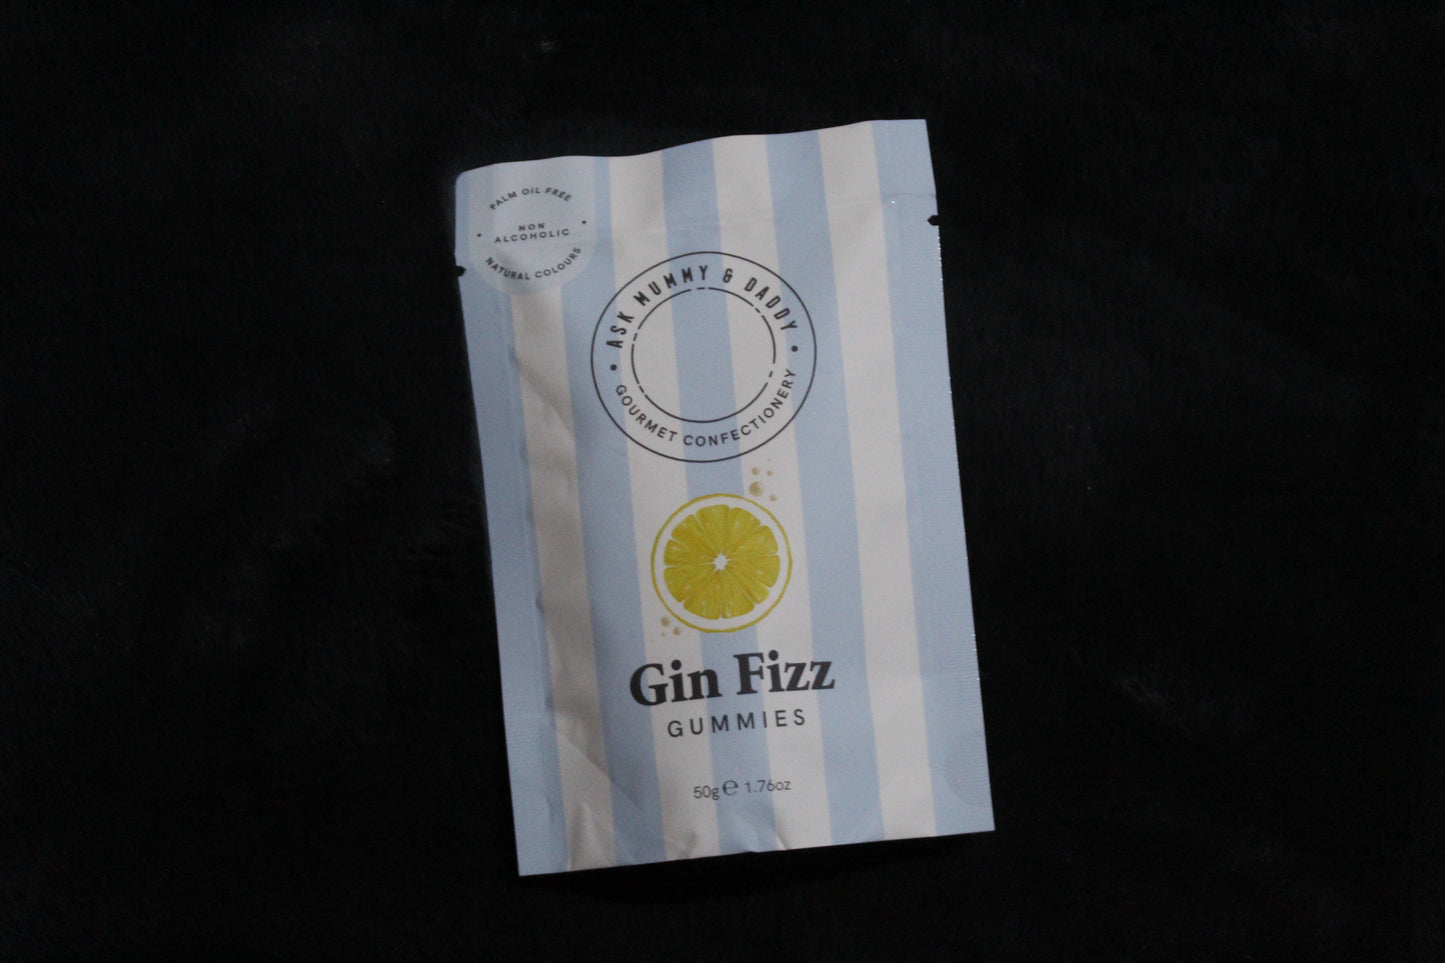 PALM OIL FREE
NON
ALCOHOLIC
NATURAL COLOURS
ASK MUMMY & DADDY
GOURMET CONFECTIONERY
Gin Fizz
GUMMIES
50g ℮ 1.76oz